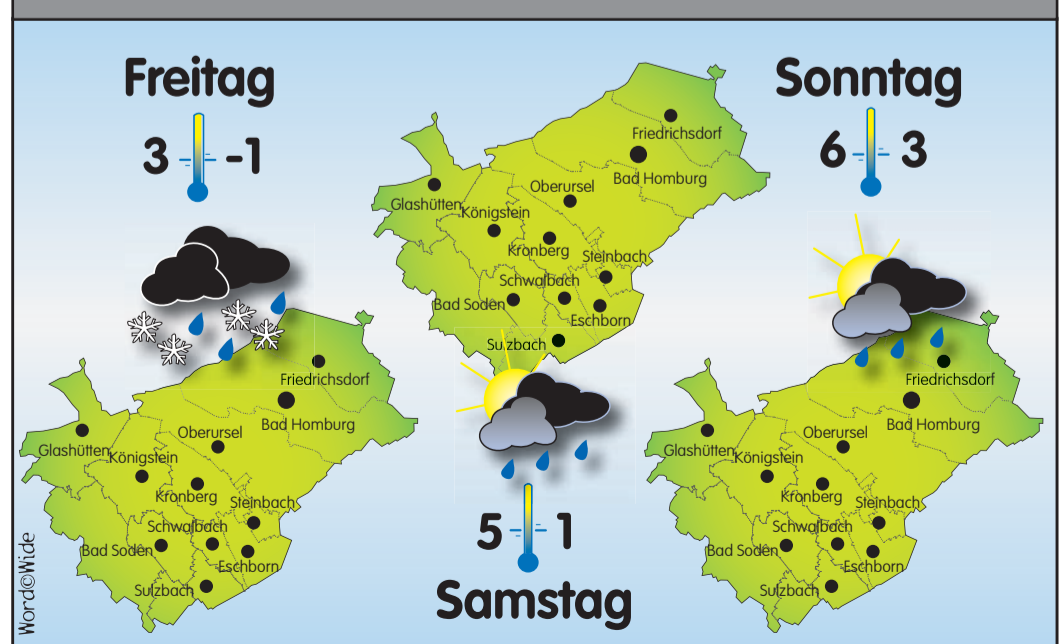 Freitag
3 -1
Sonntag
6 3
Friedrichsdorf
Bad Homburg
Oberursel
Glashütten
Königstein
Kronberg
Steinbach
Schwalbach
Bad Soden
Eschborn
Sulzbach
5 1
Samstag
Friedrichsdorf
Bad Homburg
Oberursel
Glashütten
Königstein
Kronberg
Steinbach
Schwalbach
Bad Soden
Eschborn
Sulzbach
Friedrichsdorf
Bad Homburg
Oberursel
Glashütten
Königstein
Kronberg
Steinbach
Schwalbach
Bad Soden
Eschborn
Sulzbach
Word©Wide